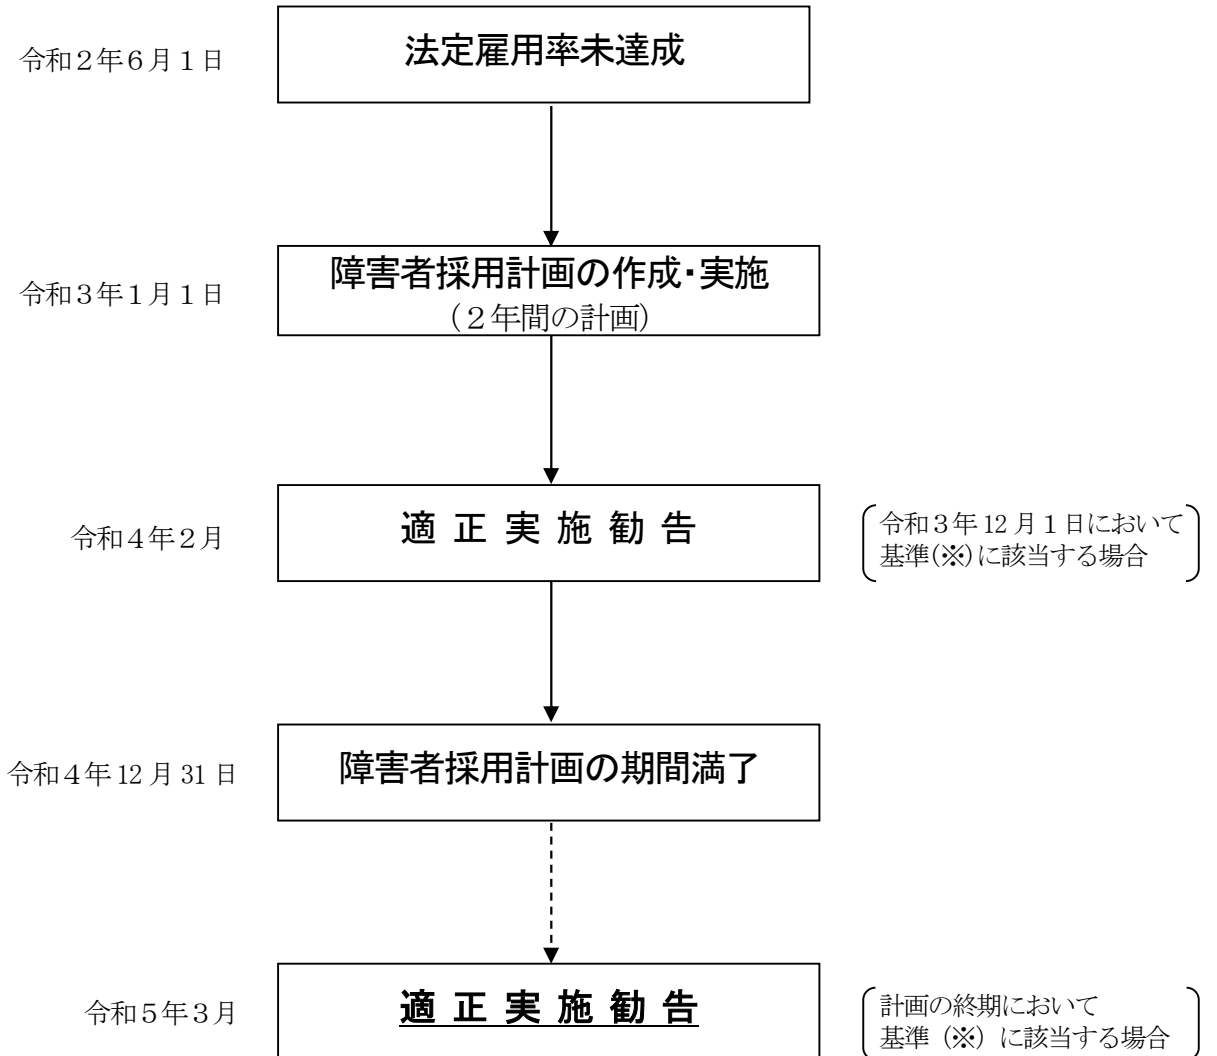 令和２年６月１日
法定雇用率未達成
令和３年１月１日
障害者採用計画の作成・実施
（２年間の計画）
令和４年２月
適 正 実 施 勧 告
令和３年 12 月１日において
基準(※)に該当する場合
令和４年 12 月 31 日
障害者採用計画の期間満了
令和５年３月
適 正 実 施 勧 告
計画の終期において
基準（※）に該当する場合